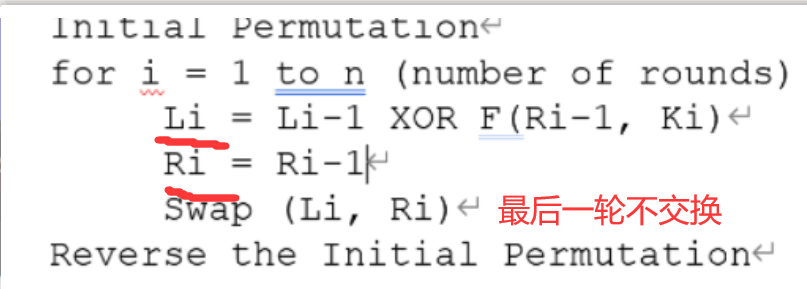 Initial Permutation↵
for i = 1 to n (number of rounds)
Li = Li-1 XOR F(Ri-1, Ki)↵
Ri = Ri-1↵
Swap (Li, Ri)↵ 最后一轮不交换
Reverse the Initial Permutation↵